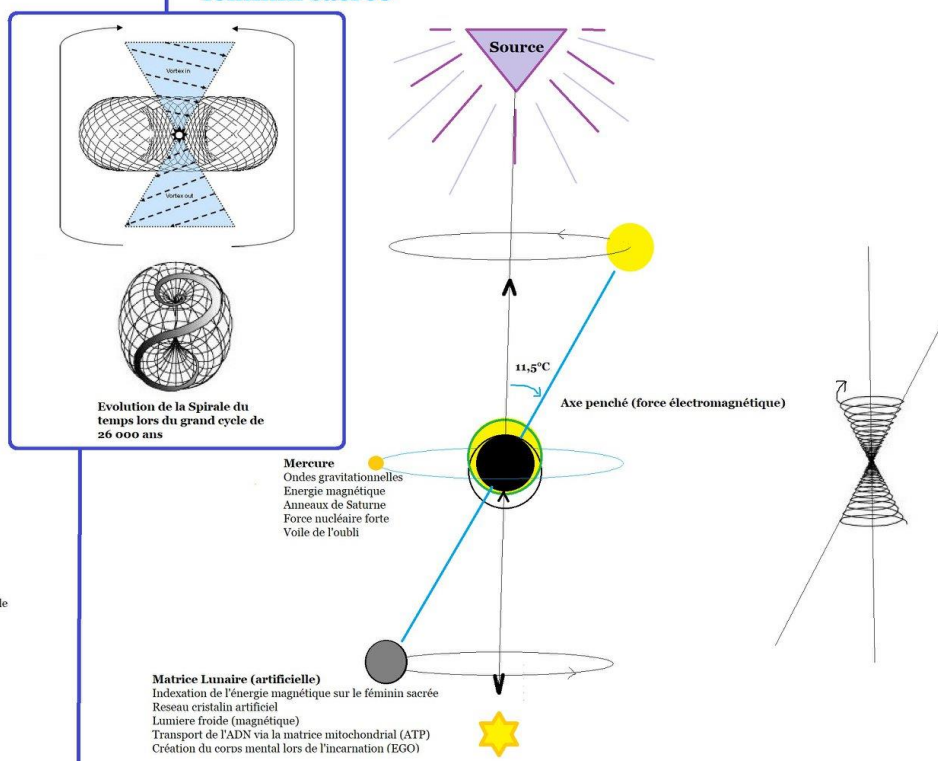 féminin sacré
Source
Vortex in
Vortex out
Evolution de la Spirale du
temps lors du grand cycle de
26 000 ans
11,5°C
Axe penché (force électromagnétique)
Mercure
Ondes gravitationnelles
Energie magnétique
Anneaux de Saturne
Force nucléaire forte
Voile de l'oubli
Matrice Lunaire (artificielle)
Indexation de l'énergie magnétique sur le féminin sacrée
Reseau cristalin artificiel
Lumiere froide (magnétique)
Transport de l'ADN via la matrice mitochondrial (ATP)
Création du corps mental lors de l'incarnation (EGO)